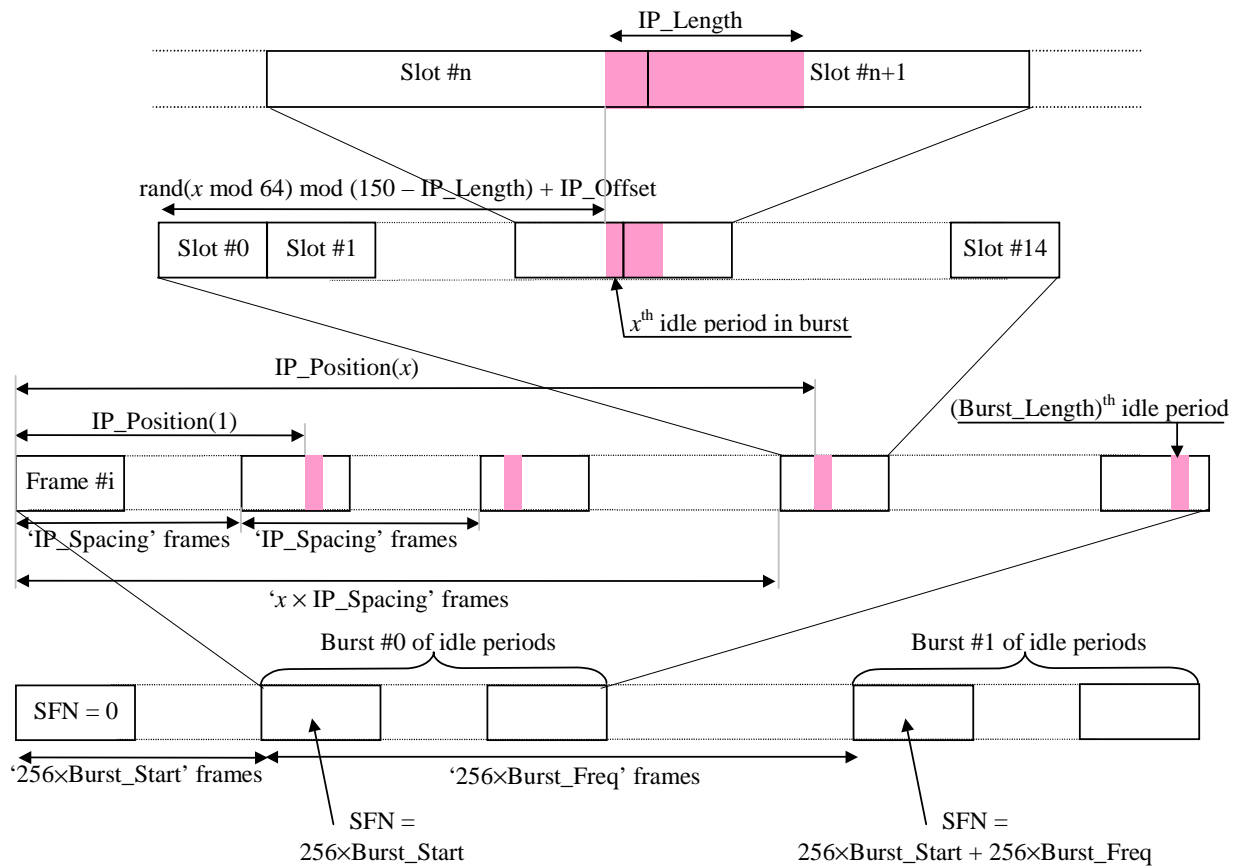 IP_Length
Slot #n
Slot #n+1
rand(x mod 64) mod (150 – IP_Length) + IP_Offset
Slot #0
Slot #1
Slot #14
xth idle period in burst
IP_Position(x)
(Burst_Length)th idle period
IP_Position(1)
Frame #i
‘IP_Spacing’ frames
‘IP_Spacing’ frames
‘x × IP_Spacing’ frames
Burst #0 of idle periods
Burst #1 of idle periods
SFN = 0
‘256×Burst_Start’ frames
‘256×Burst_Freq’ frames
SFN =
256×Burst_Start
SFN =
256×Burst_Start + 256×Burst_Freq